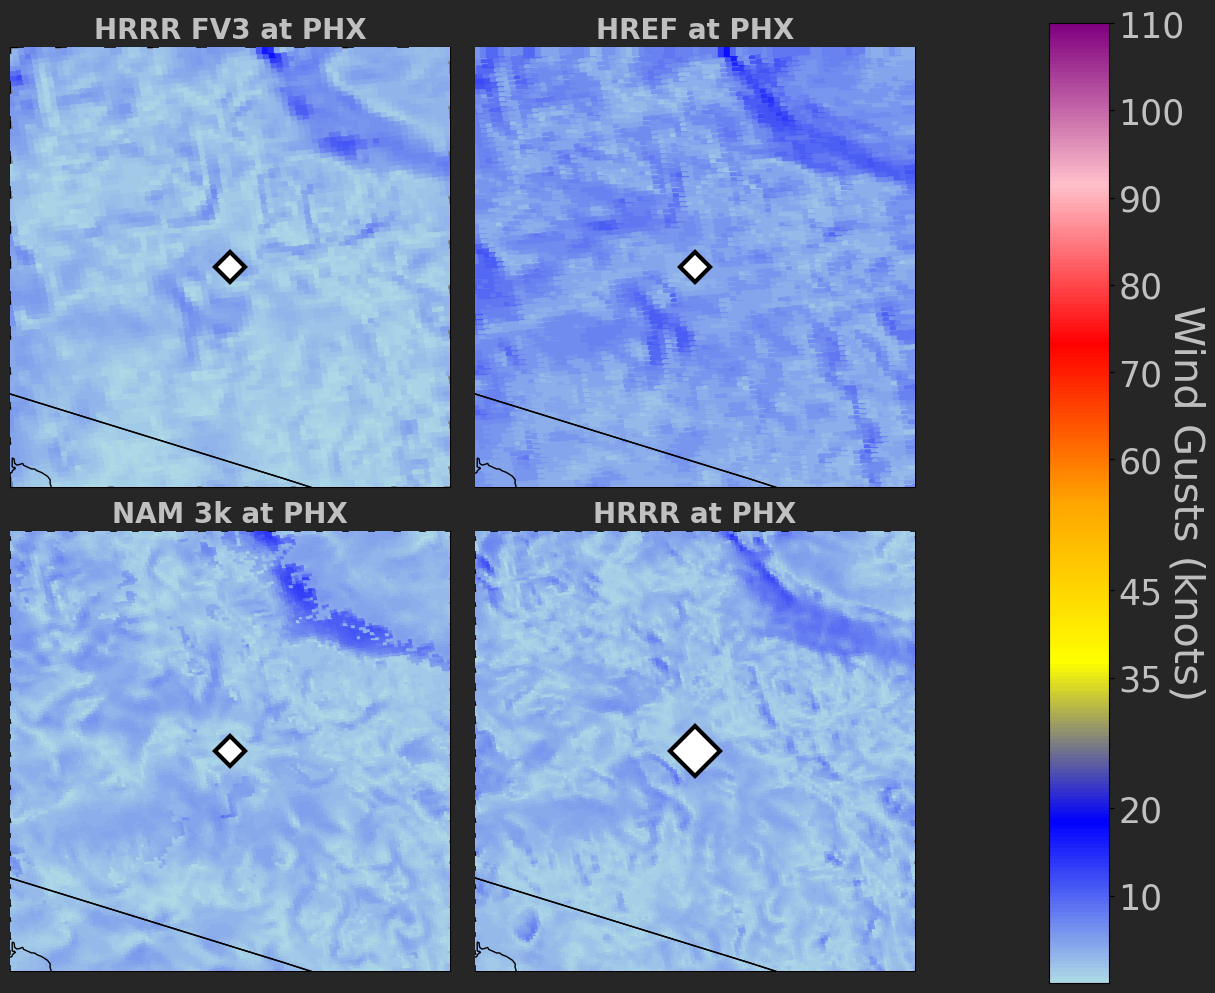 HRRR FV3 at PHX
HREF at PHX
NAM 3k at PHX
HRRR at PHX
110
100
90
80
70
60
45
35
20
10
Wind Gusts (knots)